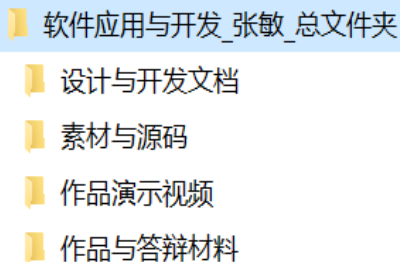 软件应用与开发_张敏_总文件夹
设计与开发文档
素材与源码
作品演示视频
作品与答辩材料